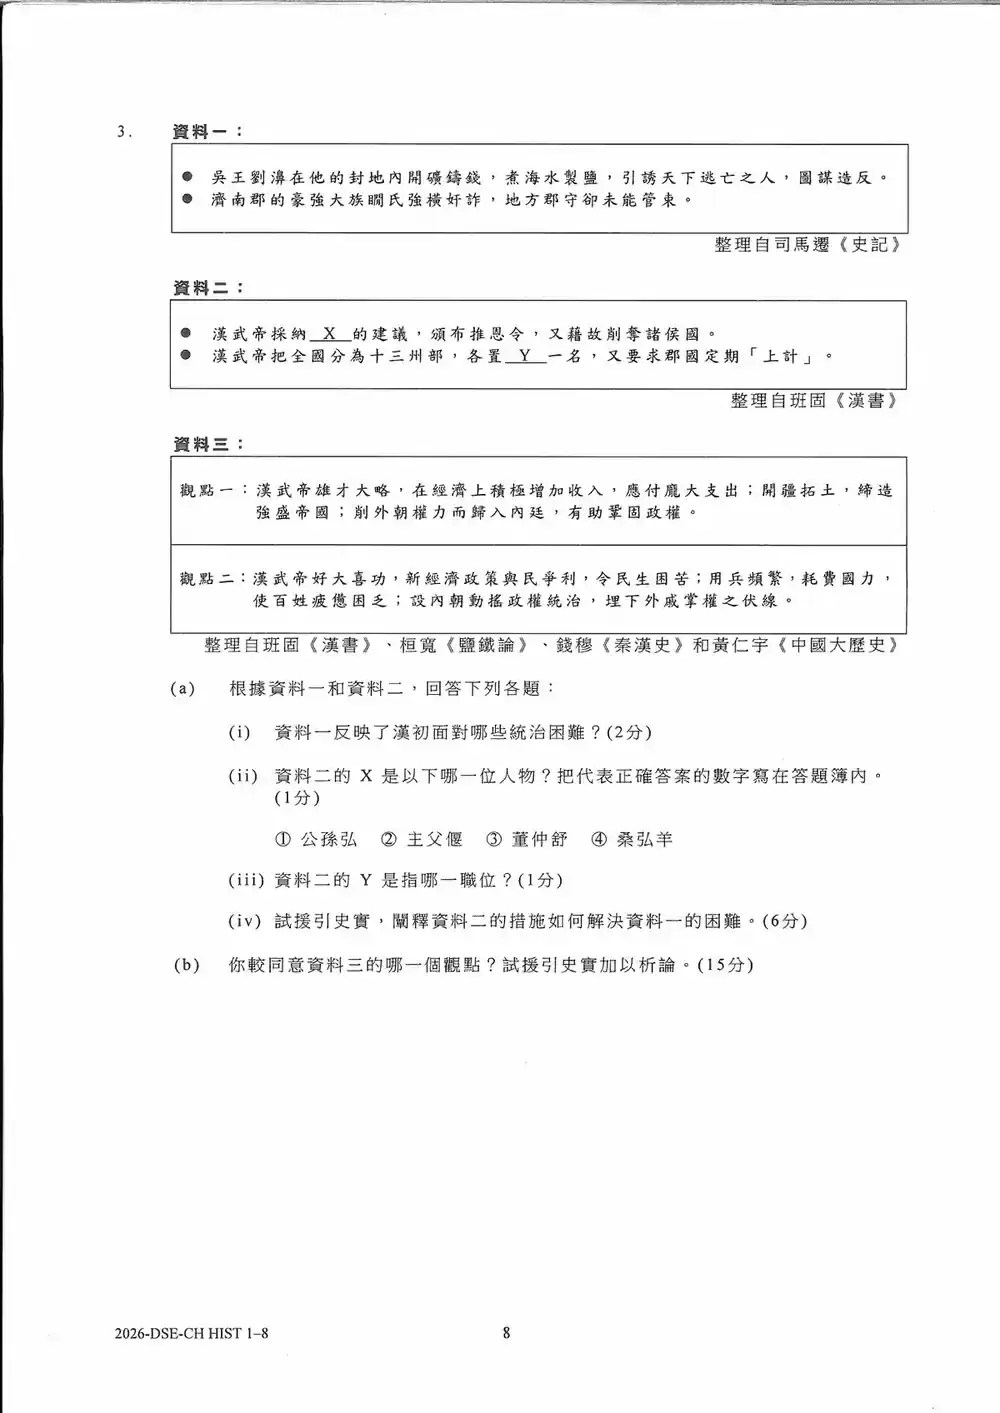 3. 資料一：
● 吳王劉濞在他的封地內開礦鑄錢，煮海水製鹽，引誘天下逃亡之人，圖謀造反。
● 濟南郡的豪強大族瞯氏強橫奸詐，地方郡守卻未能管束。
整理自司馬遷《史記》
資料二：
● 漢武帝採納 X 的建議，頒布推恩令，又藉故削奪諸侯國。
● 漢武帝把全國分為十三州部，各置 Y 一名，又要求郡國定期「上計」。
整理自班固《漢書》
資料三：
觀點一：漢武帝雄才大略，在經濟上積極增加收入，應付龐大支出；開疆拓土，締造
強盛帝國；削外朝權力而歸入內廷，有助鞏固政權。
觀點二：漢武帝好大喜功，新經濟政策與民爭利，令民生困苦；用兵頻繁，耗費國力，
使百姓疲憊困乏；設內朝動搖政權統治，埋下外戚掌權之伏線。
整理自班固《漢書》、桓寬《鹽鐵論》、錢穆《秦漢史》和黃仁宇《中國大歷史》
(a) 根據資料一和資料二，回答下列各題：
(i) 資料一反映了漢初面對哪些統治困難？(2分)
(ii) 資料二的 X 是以下哪一位人物？把代表正確答案的數字寫在答題簿內。
(1分)
① 公孫弘 ② 主父偃 ③ 董仲舒 ④ 桑弘羊
(iii) 資料二的 Y 是指哪一職位？(1分)
(iv) 試援引史實，闡釋資料二的措施如何解決資料一的困難。(6分)
(b) 你較同意資料三的哪一個觀點？試援引史實加以析論。(15分)
2026-DSE-CH HIST 1–8
8